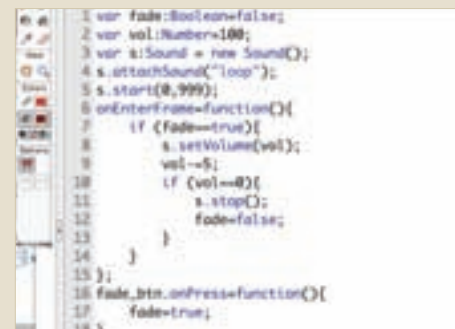 1 var fade:Boolean=false;
2 var vol:Number=100;
3 var s:Sound = new Sound();
4 s.attachSound("loop");
5 s.start(0,999);
6 onEnterFrame=function(){
7 if (fade==true){
8 s.setVolume(vol);
9 vol-=5;
10 if (vol==0){
11 s.stop();
12 fade=false;
13 }
14 }
15 };
16 fade_btn.onPress=function(){
17 fade=true;